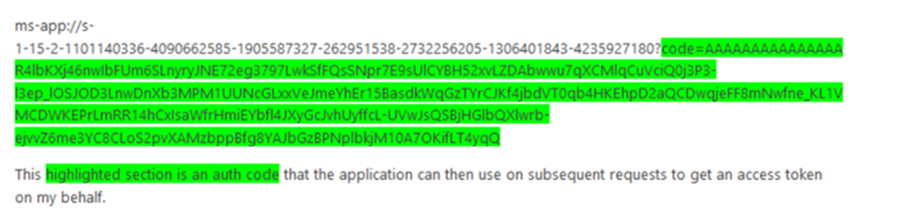 ms-app://s-
1-15-2-1101140336-4090662585-1905587327-262951538-2732256205-1306401843-4235927180?code=AAAAAAAAAAAAAAA
R4lbKXj46nwIbFUm6SLnyryJNE72eg3797LwkSfFQsSNpr7E9sUlCYBH52xvLZDAbwwu7qXCMlqCuVciQ0j3P3-
l3ep_lOSJOD3LnwDnXb3MPM1UUNcGLxxVeJmeYhEr15BasdkWqGzTYrCJKf4jbdVT0qb4HKEhpD2aQCDwqjeFF8mNwfne_KL1V
MCDWKEPrLmRR14hCxIsaWfrHmiEYbfl4JXyGcJvhUyffcL-UVwJsQSBjHGlbQXlwrb-
ejvvZ6me3YC8CLoS2pvXAMzbppBfg8YAJbGzBPNplbkjM10A7OKifLT4yqQ
This highlighted section is an auth code that the application can then use on subsequent requests to get an access token
on my behalf.